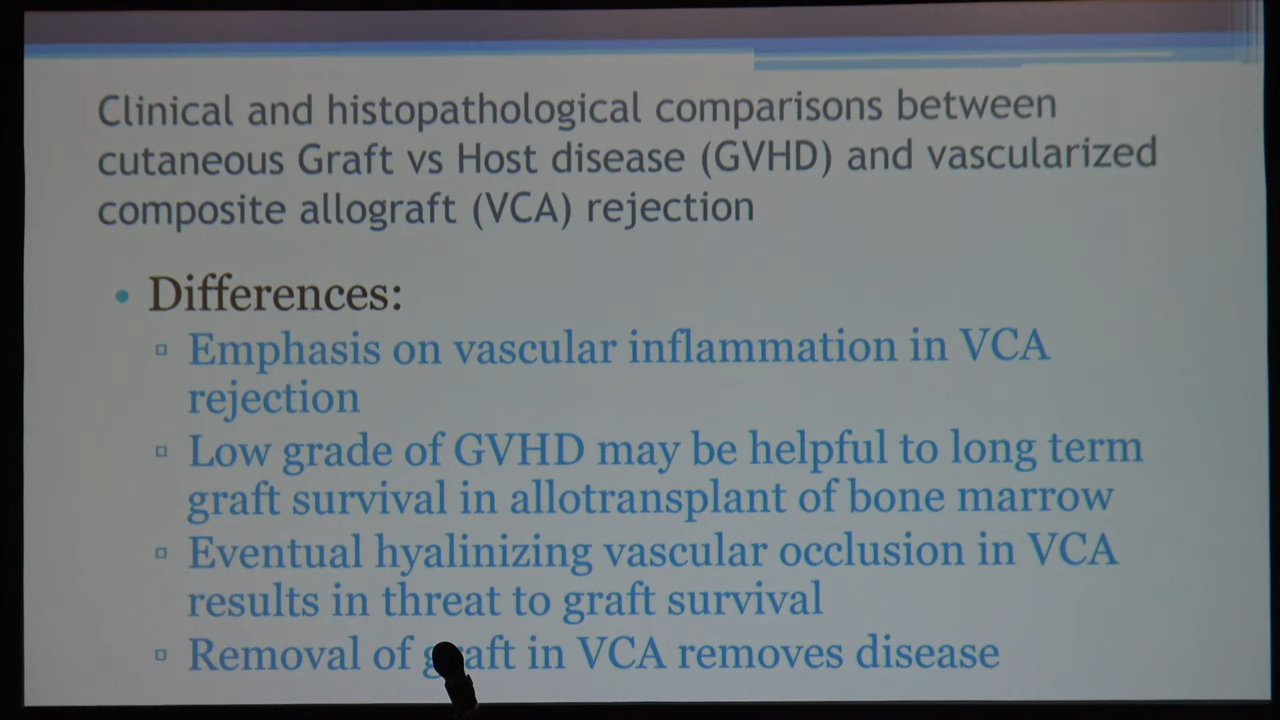 Clinical and histopathological comparisons between
cutaneous Graft vs Host disease (GVHD) and vascularized
composite allograft (VCA) rejection
• Differences:
▫ Emphasis on vascular inflammation in VCA
rejection
▫ Low grade of GVHD may be helpful to long term
graft survival in allotransplant of bone marrow
▫ Eventual hyalinizing vascular occlusion in VCA
results in threat to graft survival
▫ Removal of graft in VCA removes disease